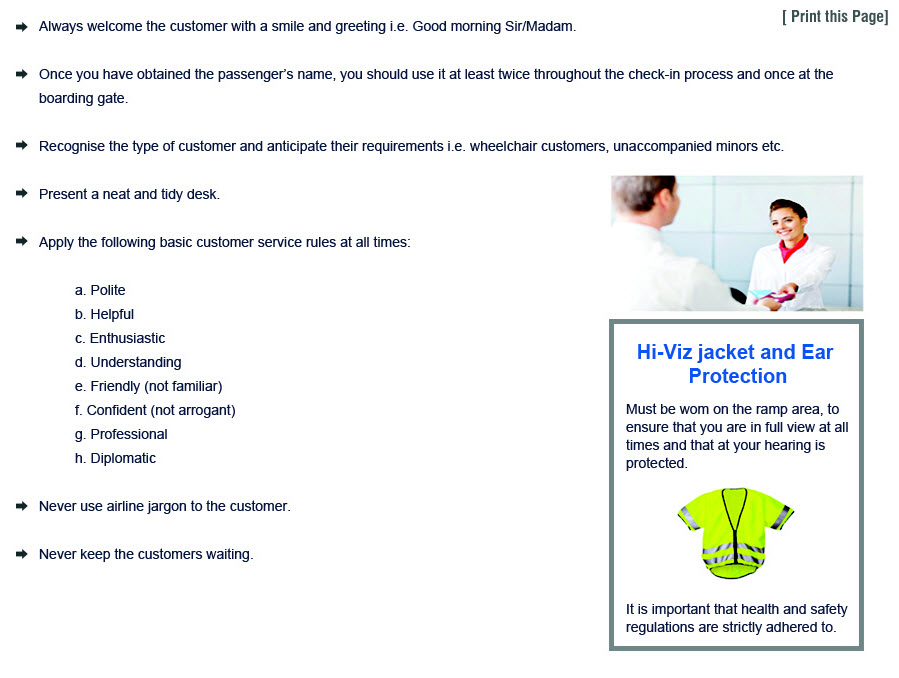 [ Print this Page]
Always welcome the customer with a smile and greeting i.e. Good morning Sir/Madam.
Once you have obtained the passenger’s name, you should use it at least twice throughout the check-in process and once at the
boarding gate.
Recognise the type of customer and anticipate their requirements i.e. wheelchair customers, unaccompanied minors etc.
Present a neat and tidy desk.
Apply the following basic customer service rules at all times:
a. Polite
b. Helpful
c. Enthusiastic
d. Understanding
e. Friendly (not familiar)
f. Confident (not arrogant)
g. Professional
h. Diplomatic
Never use airline jargon to the customer.
Never keep the customers waiting.
Hi-Viz jacket and Ear
Protection
Must be wom on the ramp area, to
ensure that you are in full view at all
times and that at your hearing is
protected.
It is important that health and safety
regulations are strictly adhered to.